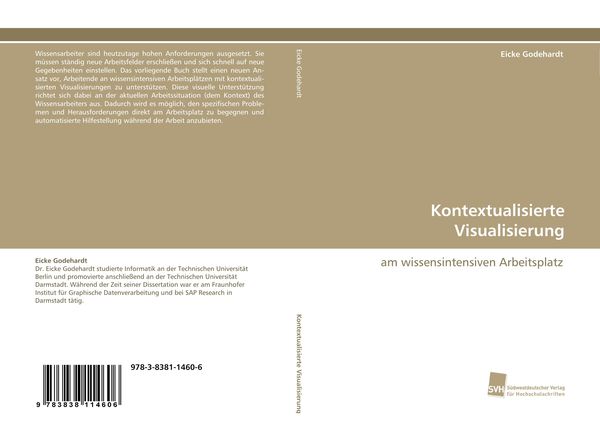 Wissensarbeiter sind heutzutage hohen Anforderungen ausgesetzt. Sie
müssen ständig neue Arbeitsfelder erschließen und sich schnell auf neue
Gegebenheiten einstellen. Das vorliegende Buch stellt einen neuen An-
satz vor, Arbeitende an wissensintensiven Arbeitsplätzen mit kontextuali-
sierten Visualisierungen zu unterstützen. Diese visuelle Unterstützung
richtet sich dabei an der aktuellen Arbeitssituation (dem Kontext) des
Wissensarbeiters aus. Dadurch wird es möglich, den spezifischen Proble-
men und Herausforderungen direkt am Arbeitsplatz zu begegnen und
automatisierte Hilfestellung während der Arbeit anzubieten.
Eicke Godehardt
Dr. Eicke Godehardt studierte Informatik an der Technischen Universität
Berlin und promovierte anschließend an der Technischen Universität
Darmstadt. Während der Zeit seiner Dissertation war er am Fraunhofer
Institut für Graphische Datenverarbeitung und bei SAP Research in
Darmstadt tätig.
978-3-8381-1460-6
9 783838 114606
Eicke Godehardt
Kontextualisierte Visualisierung
Eicke Godehardt
Kontextualisierte
Visualisierung
am wissensintensiven Arbeitsplatz
SVH
Südwestdeutscher Verlag
für Hochschulschriften